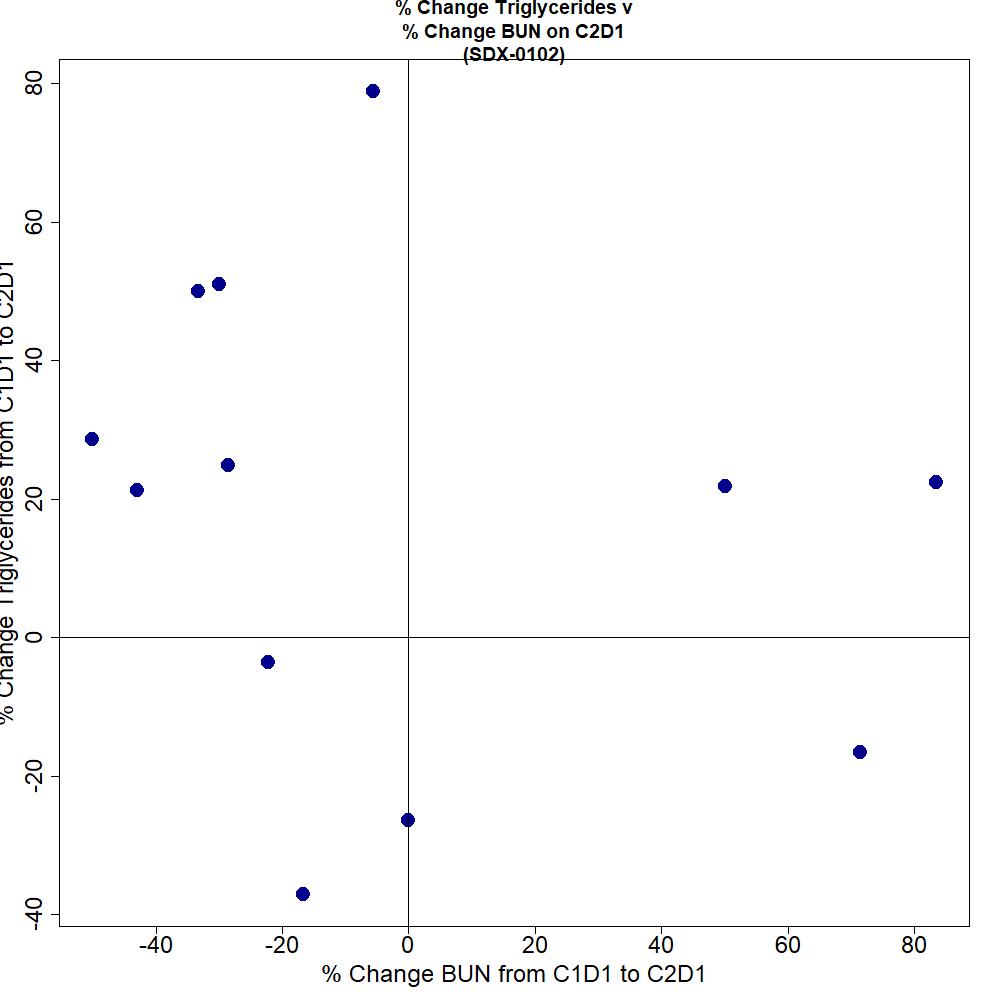 % Change Triglycerides v
% Change BUN on C2D1
(SDX-0102)
80
60
40
20
0
-20
-40
% Change Triglycerides from C1D1 to C2D1
-40 -20 0 20 40 60 80
% Change BUN from C1D1 to C2D1